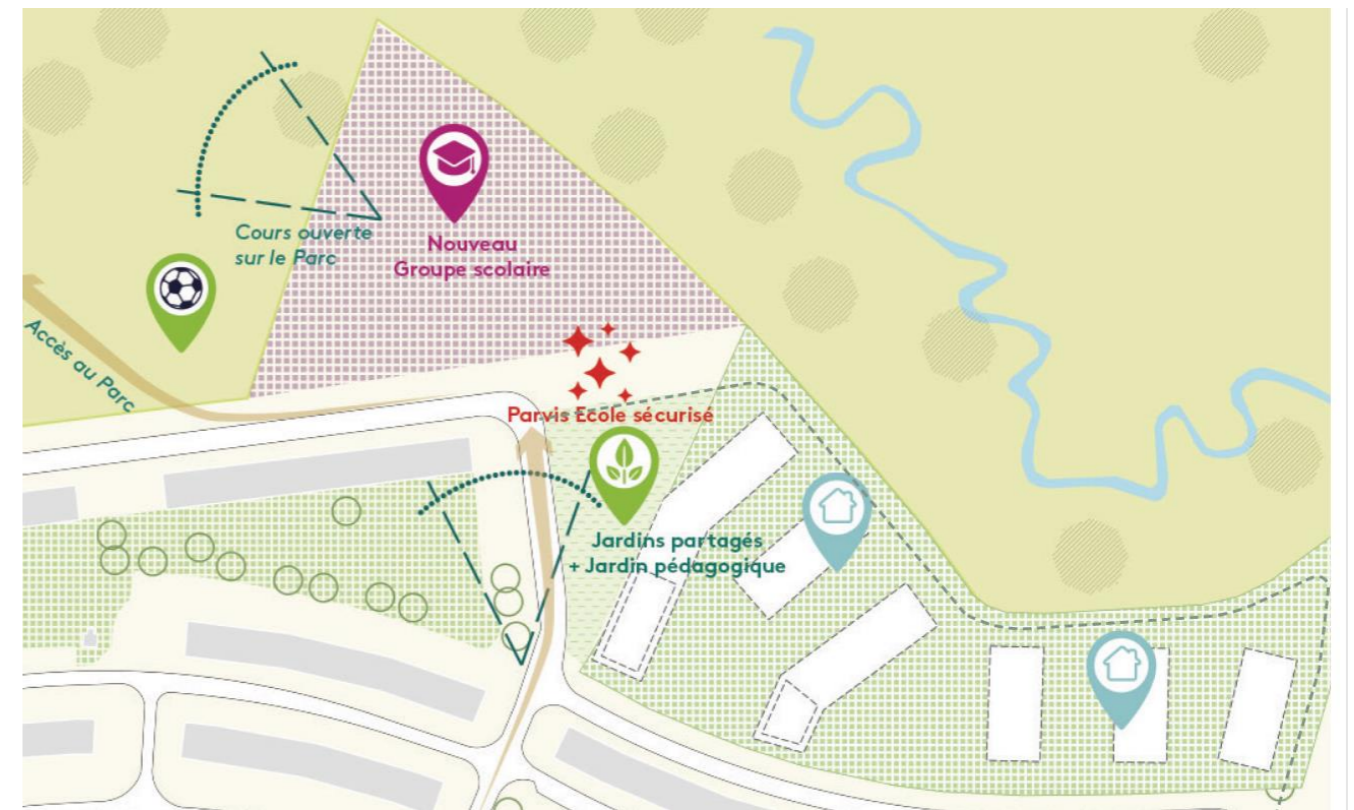 Cours ouverte
sur le Parc
Nouveau
Groupe scolaire
Accès au Parc
Parvis Ecole sécurisé
Jardins partagés
+ Jardin pédagogique